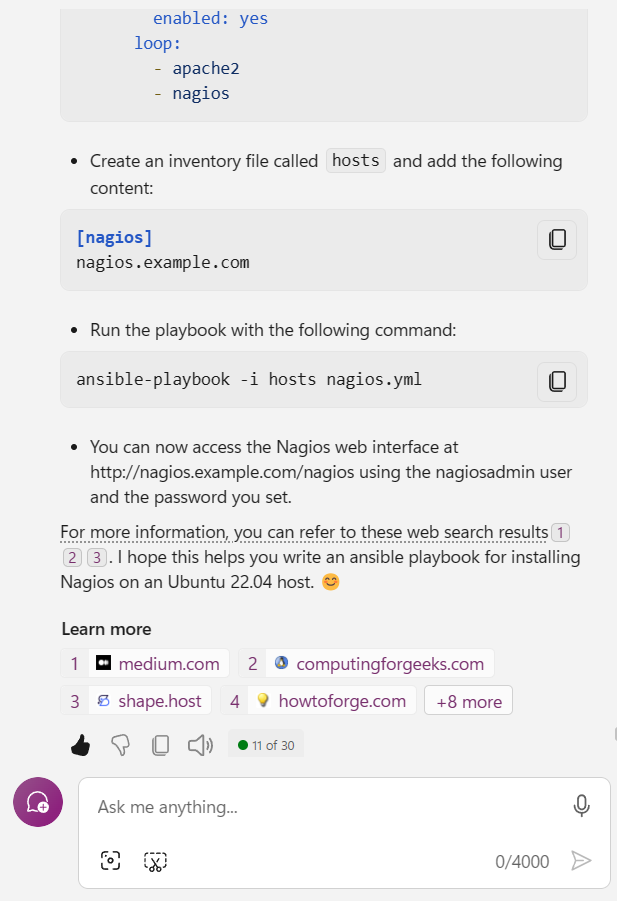 enabled: yes
loop:
- apache2
- nagios
• Create an inventory file called hosts and add the following
content:
[nagios]
nagios.example.com
• Run the playbook with the following command:
ansible-playbook -i hosts nagios.yml
• You can now access the Nagios web interface at
http://nagios.example.com/nagios using the nagiosadmin user
and the password you set.
For more information, you can refer to these web search results 1
2 3 . I hope this helps you write an ansible playbook for installing
Nagios on an Ubuntu 22.04 host. 😊
Learn more
1 medium.com 2 computingforgeeks.com
3 shape.host 4 howtoforge.com +8 more
11 of 30
Ask me anything...
0/4000